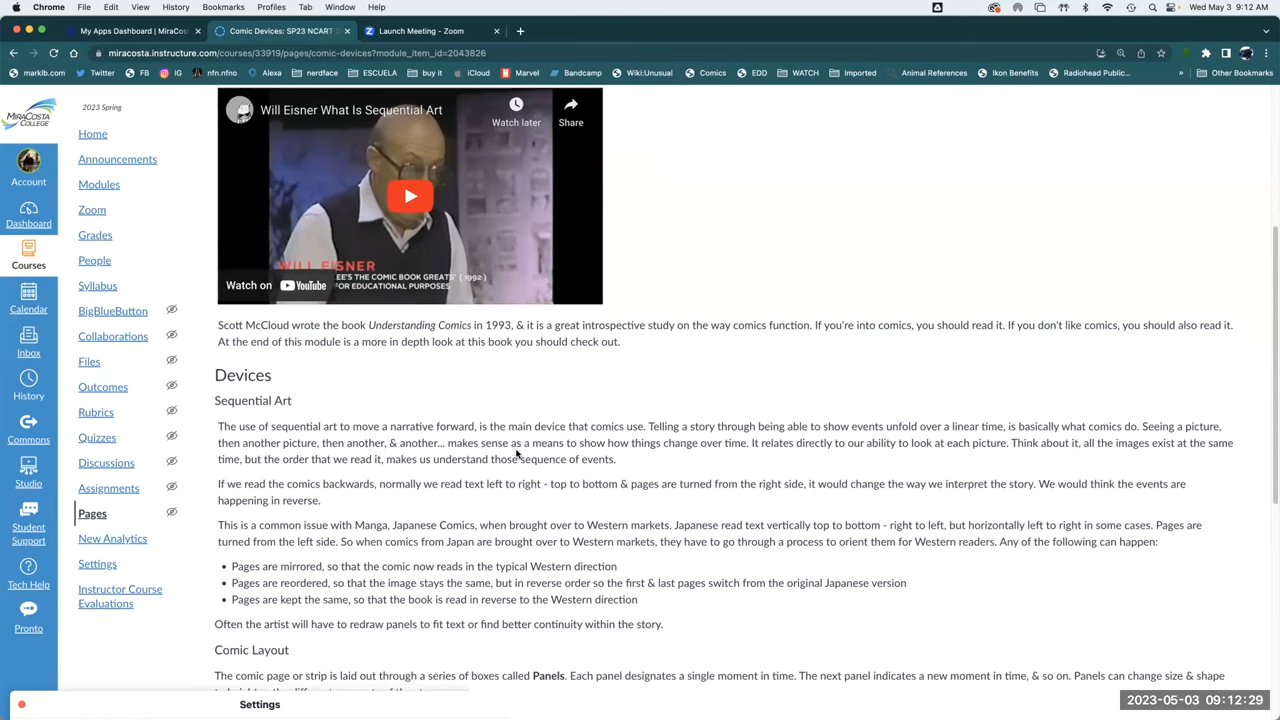 Chrome File Edit View History Bookmarks Profiles Tab Window Help Wed May 3 9:12 AM
My Apps Dashboard | MiraCost Comic Devices: SP23 NCART Launch Meeting - Zoom
miracosta.instructure.com/courses/33919/pages/comic-devices?module_item_id=2043826
marklb.com Twitter FB IG nfn.nfno Alexa nerdface ESCUELA buy it iCloud Marvel Bandcamp Wiki:Unusual Comics EDD WATCH Imported Animal References Ikon Benefits Radiohead Public... » Other Bookmarks
MIRACOSTA COLLEGE
Account
Dashboard
Courses
Calendar
Inbox
History
Commons
Studio
Student Support
Tech Help
Pronto
2023 Spring
Home
Announcements
Modules
Zoom
Grades
People
Syllabus
BigBlueButton
Collaborations
Files
Outcomes
Rubrics
Quizzes
Discussions
Assignments
Pages
New Analytics
Settings
Instructor Course
Evaluations
Will Eisner What Is Sequential Art
Watch later Share
WILL EISNER
EE'S THE COMIC BOOK GREATS' (1992)
FOR EDUCATIONAL PURPOSES
Watch on YouTube
Scott McCloud wrote the book Understanding Comics in 1993, & it is a great introspective study on the way comics function. If you're into comics, you should read it. If you don't like comics, you should also read it.
At the end of this module is a more in depth look at this book you should check out.
Devices
Sequential Art
The use of sequential art to move a narrative forward, is the main device that comics use. Telling a story through being able to show events unfold over a linear time, is basically what comics do. Seeing a picture,
then another picture, then another, & another... makes sense as a means to show how things change over time. It relates directly to our ability to look at each picture. Think about it, all the images exist at the same
time, but the order that we read it, makes us understand those sequence of events.
If we read the comics backwards, normally we read text left to right - top to bottom & pages are turned from the right side, it would change the way we interpret the story. We would think the events are
happening in reverse.
This is a common issue with Manga, Japanese Comics, when brought over to Western markets. Japanese read text vertically top to bottom - right to left, but horizontally left to right in some cases. Pages are
turned from the left side. So when comics from Japan are brought over to Western markets, they have to go through a process to orient them for Western readers. Any of the following can happen:
• Pages are mirrored, so that the comic now reads in the typical Western direction
• Pages are reordered, so that the image stays the same, but in reverse order so the first & last pages switch from the original Japanese version
• Pages are kept the same, so that the book is read in reverse to the Western direction
Often the artist will have to redraw panels to fit text or find better continuity within the story.
Comic Layout
The comic page or strip is laid out through a series of boxes called Panels. Each panel designates a single moment in time. The next panel indicates a new moment in time, & so on. Panels can change size & shape
Settings
2023-05-03 09:12:29